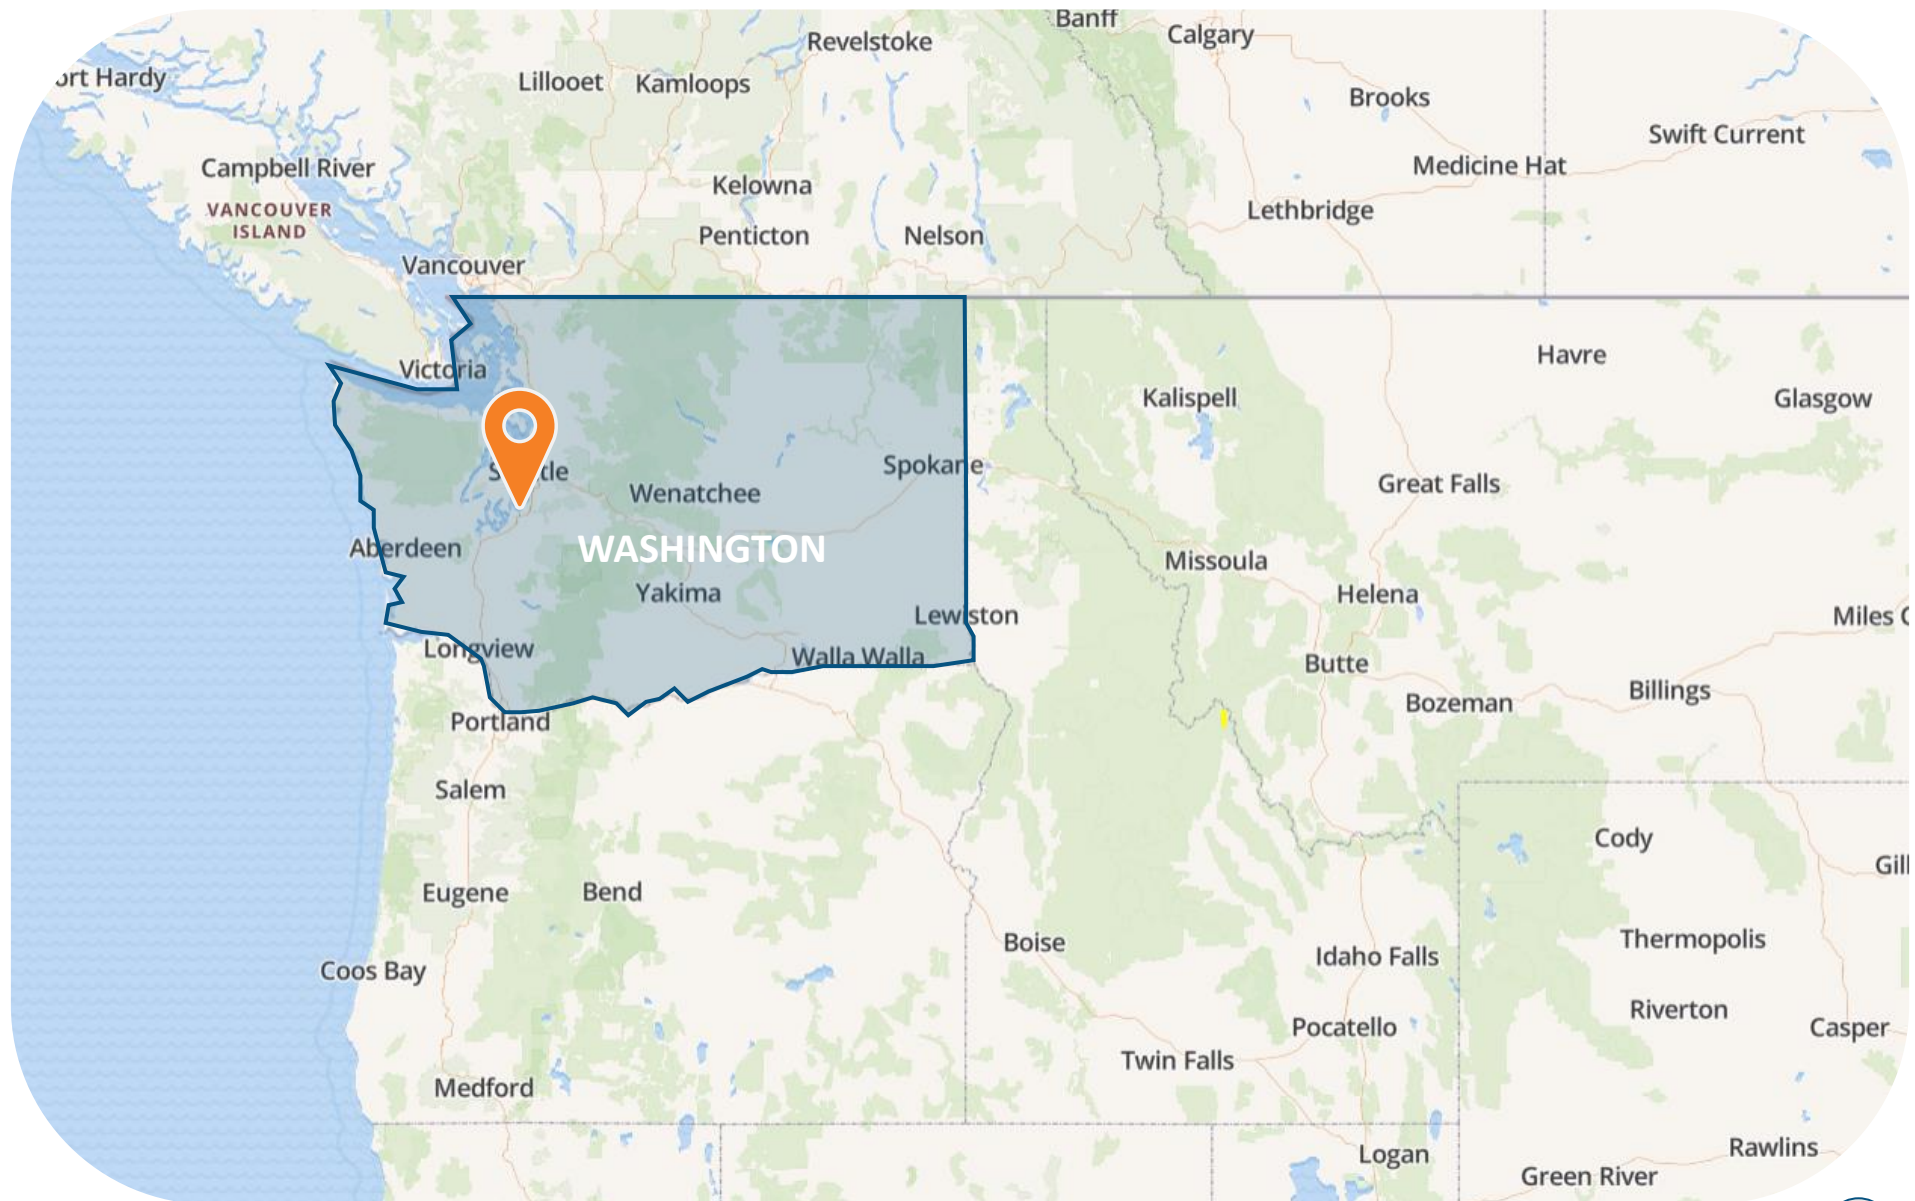 Banff
Calgary
Revelstoke
ort Hardy
Lillooet
Kamloops
Brooks
Swift Current
Campbell River
Medicine Hat
Kelowna
VANCOUVER
ISLAND
Lethbridge
Penticton
Nelson
Vancouver
Havre
Victoria
Kalispell
Glasgow
Spokane
S tle
Great Falls
Wenatchee
Aberdeen
WASHINGTON
Missoula
Yakima
Helena
Lewiston
Miles C
Longview
Walla Walla
Butte
Billings
Bozeman
Portland
Salem
Cody
Gill
Eugene
Bend
Thermopolis
Boise
Idaho Falls
Coos Bay
Riverton
Pocatello
Casper
Twin Falls
Medford
Rawlins
Logan
Green River